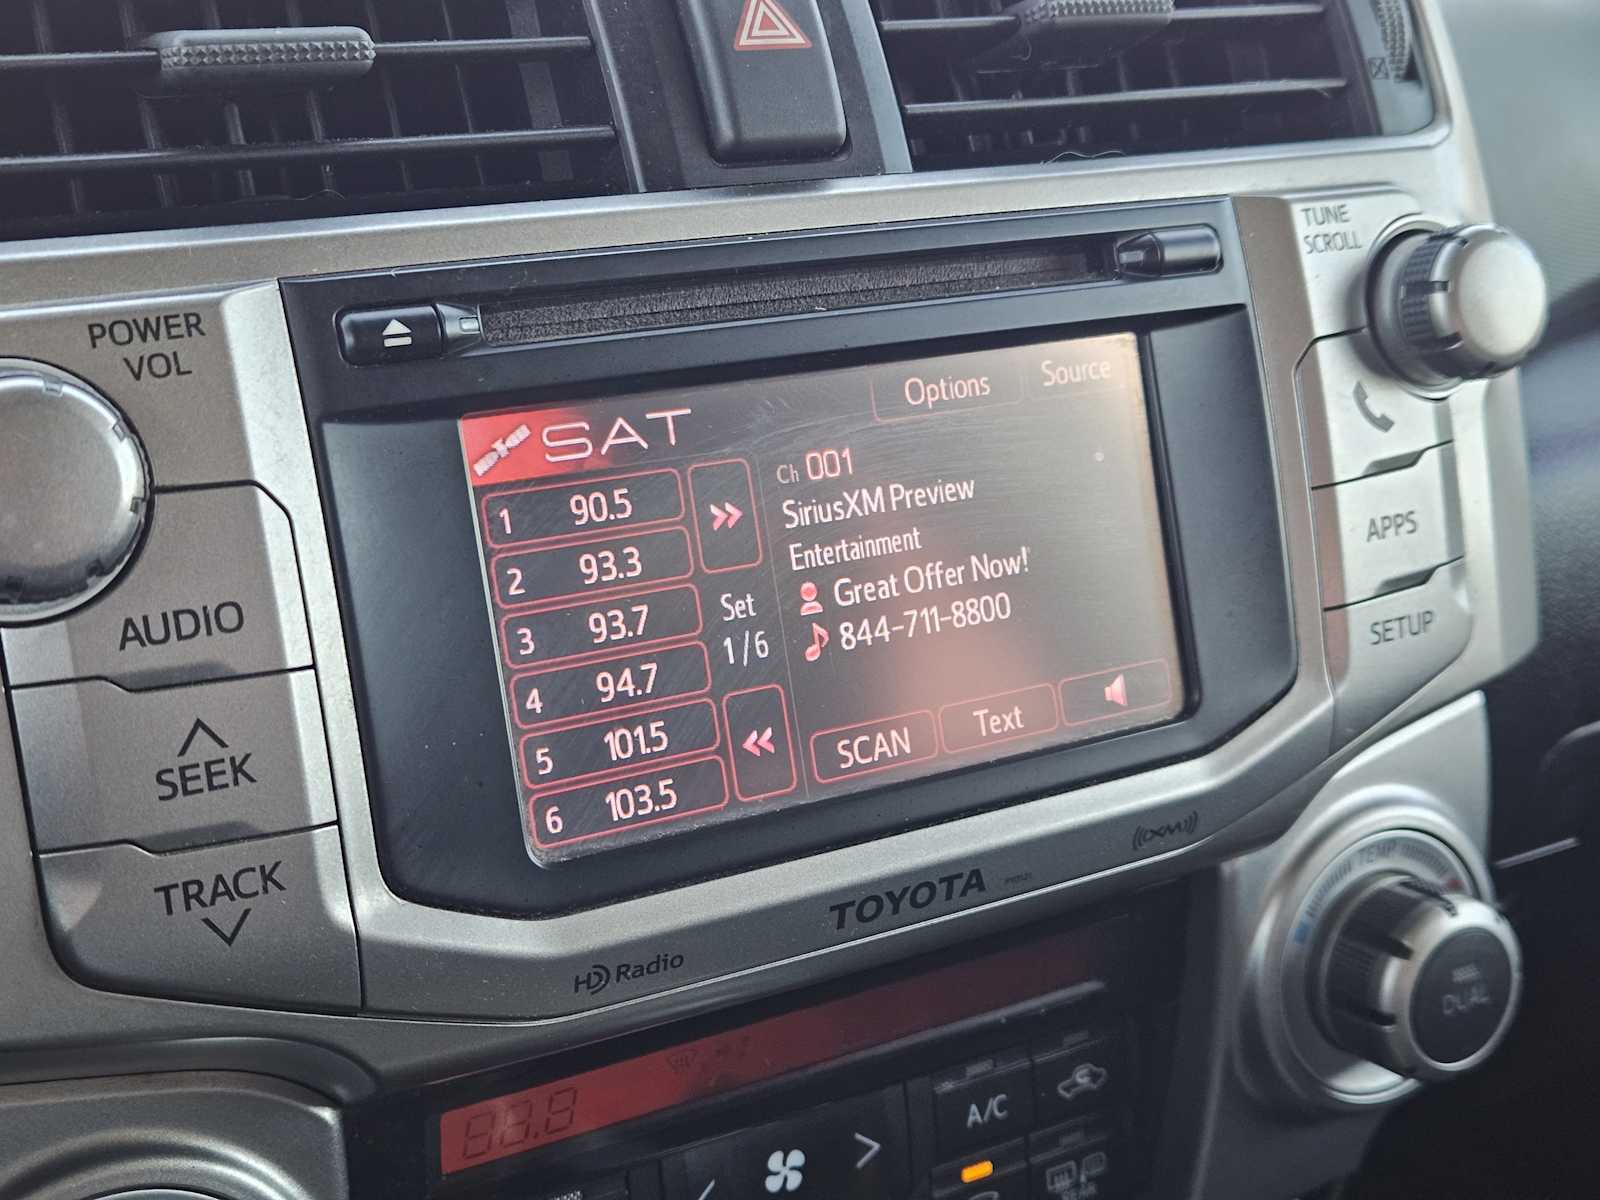 TUNE
SCROLL
POWER
VOL
SAT
Options
Source
Ch 001
SiriusXM Preview
Entertainment
Great Offer Now!
844-711-8800
1 90.5
2 93.3
3 93.7
4 94.7
5 101.5
6 103.5
Set
1/6
SCAN
Text
AUDIO
SEEK
TRACK
APPS
SETUP
HD Radio
TOYOTA
((XM))
TEMP
DUAL
A/C
REAR